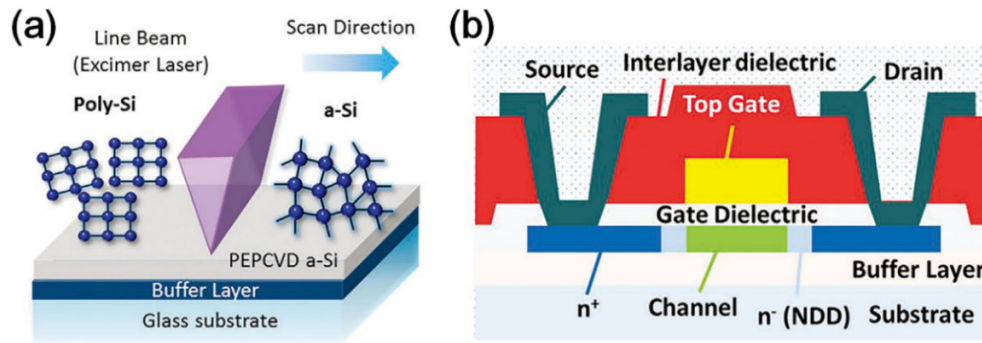 (a)
Line Beam
(Excimer Laser)
Scan Direction
Poly-Si
a-Si
PEPCVD a-Si
Buffer Layer
Glass substrate
(b)
Source
Interlayer dielectric
Drain
Top Gate
Gate Dielectric
Buffer Layer
n+
Channel
n- (NDD)
Substrate